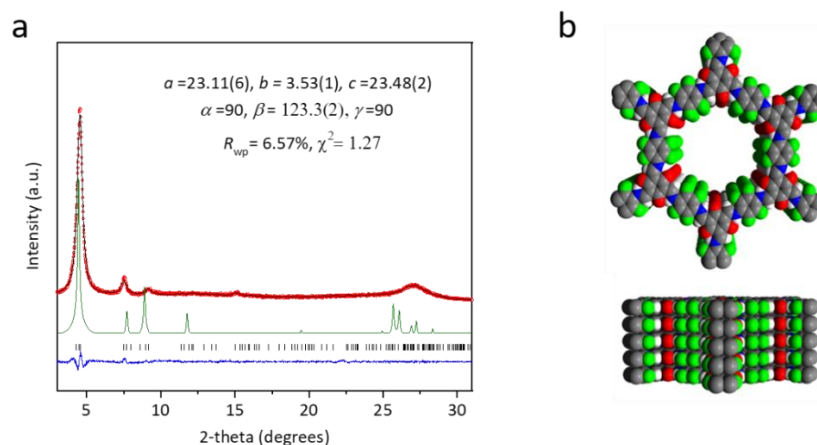 a
b
a =23.11(6), b = 3.53(1), c =23.48(2)
α =90, β= 123.3(2), γ =90
Rwp= 6.57%, χ²= 1.27
Intensity (a.u.)
5 10 15 20 25 30
2-theta (degrees)